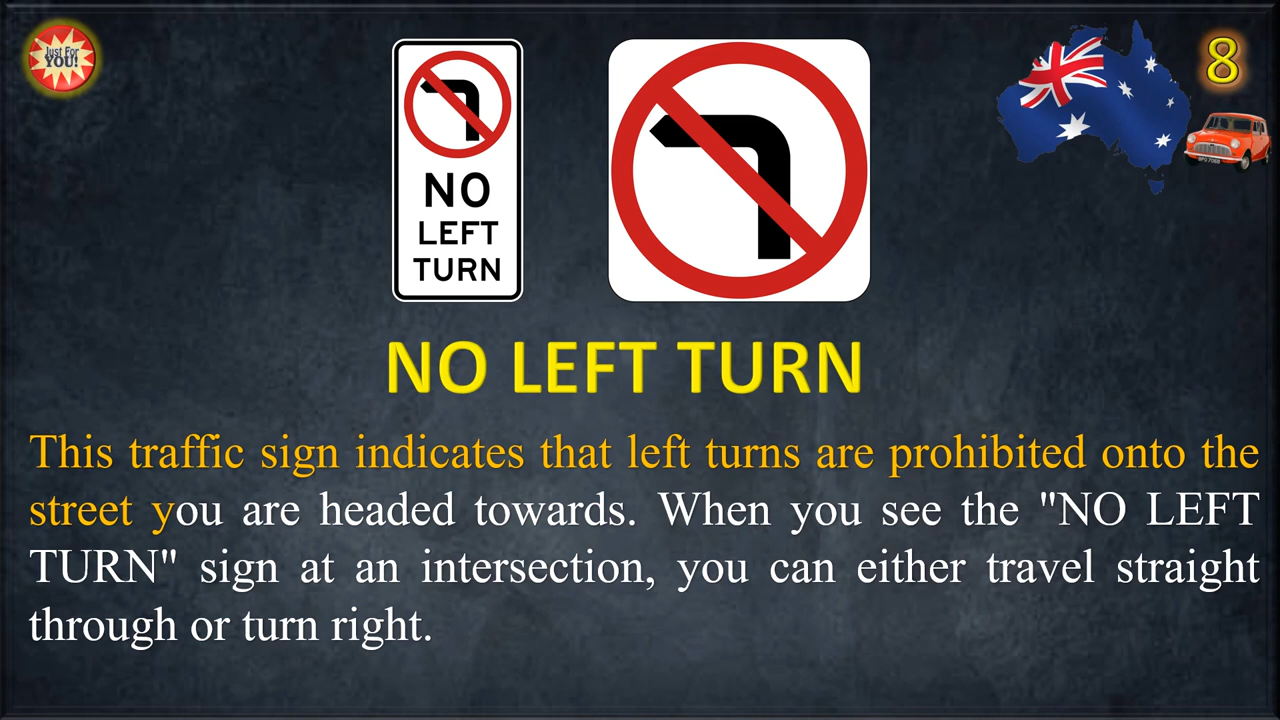 Just For
YOU!
8
NO
LEFT
TURN
NO LEFT TURN
This traffic sign indicates that left turns are prohibited onto the
street you are headed towards. When you see the "NO LEFT
TURN" sign at an intersection, you can either travel straight
through or turn right.